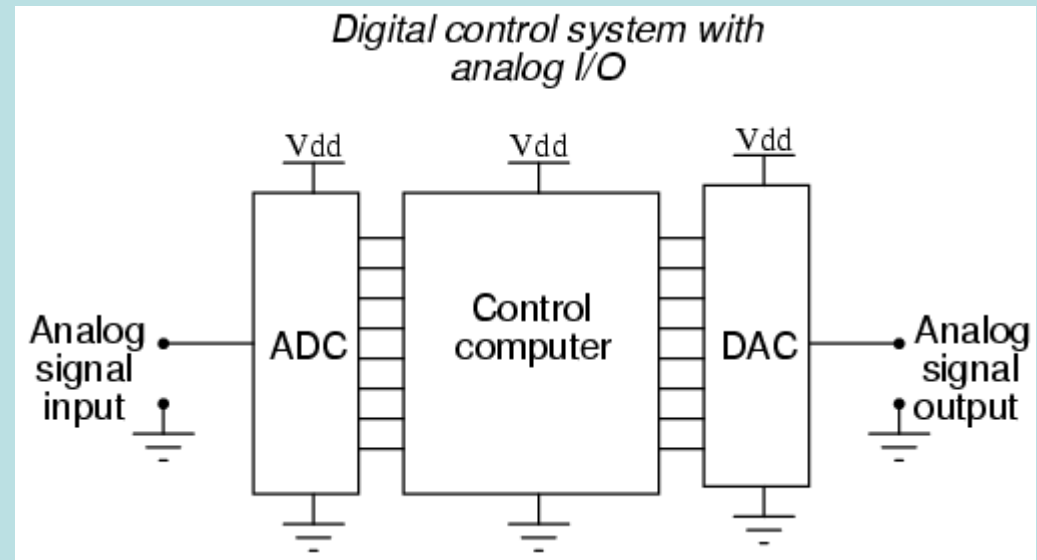 Digital control system with
analog I/O
Vdd
Vdd
Vdd
Analog
signal
input
ADC
Control
computer
DAC
Analog
signal
output